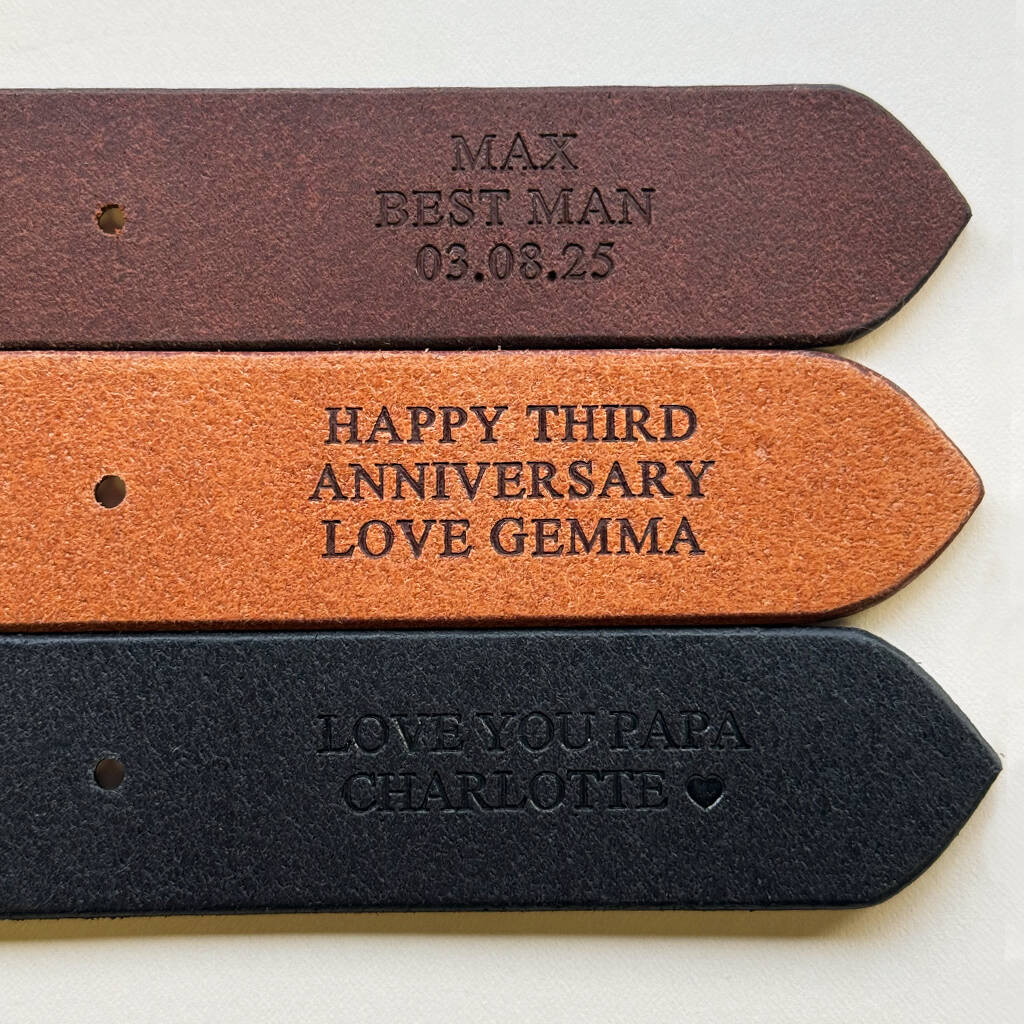 MAX
BEST MAN
03.08.25
HAPPY THIRD
ANNIVERSARY
LOVE GEMMA
LOVE YOU PAPA
CHARLOTTE ♥